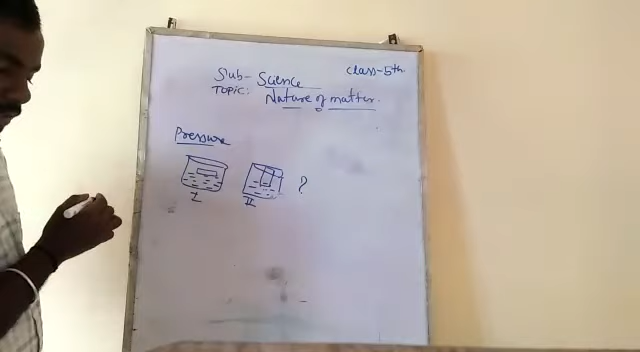 Sub- Science
Class-5th
TOPIC: Nature of matter.
Pressure
I II ?